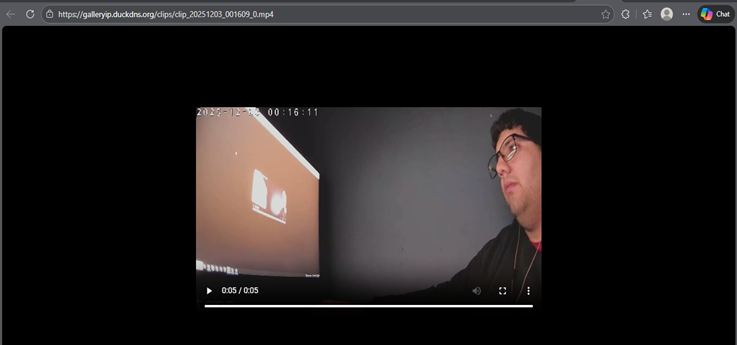 https://galleryip.duckdns.org/clips/clip_20251203_001609_0.mp4
Chat
00:16:11
0:05 / 0:05